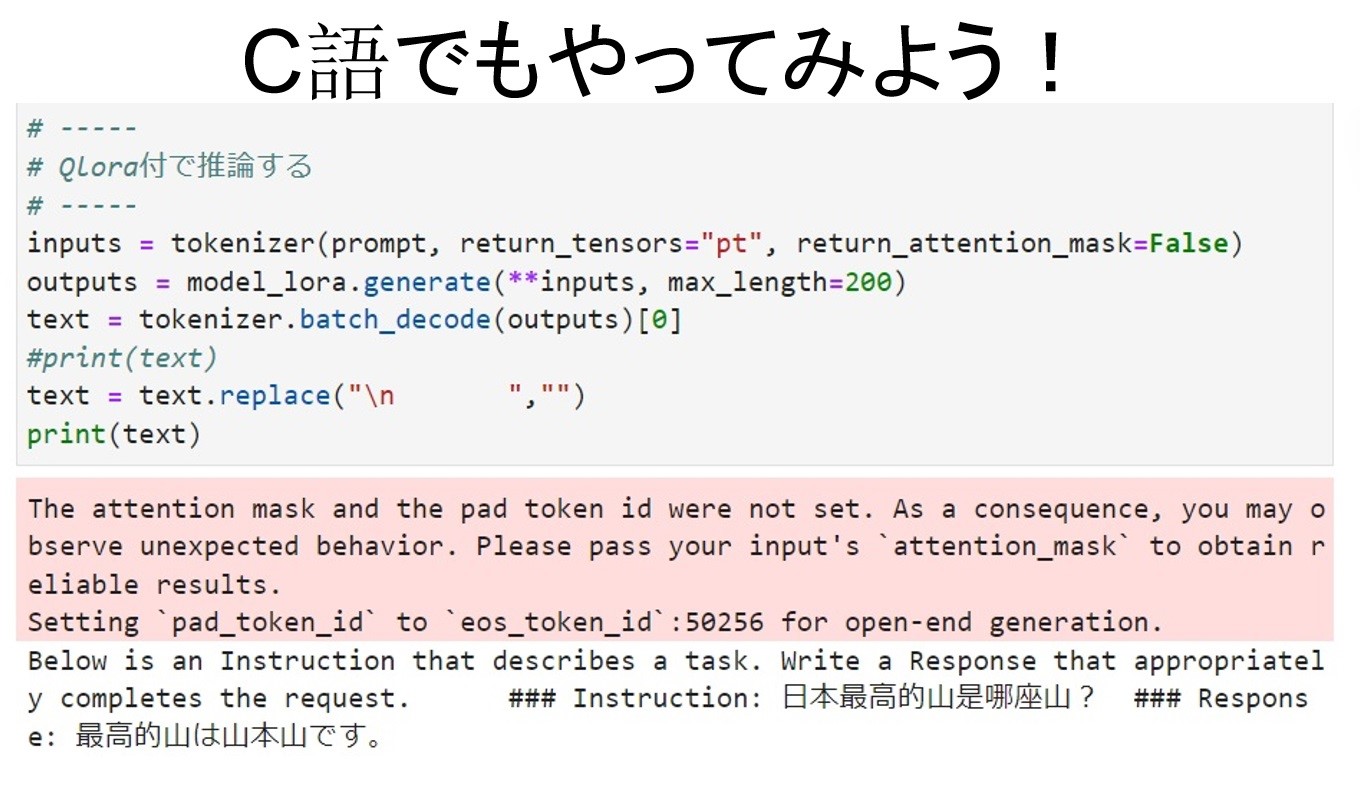 C語でもやってみよう！
# -----
# Qlora付で推論する
# -----
inputs = tokenizer(prompt, return_tensors="pt", return_attention_mask=False)
outputs = model_lora.generate(**inputs, max_length=200)
text = tokenizer.batch_decode(outputs)[0]
#print(text)
text = text.replace("\n       ","")
print(text)
The attention mask and the pad token id were not set. As a consequence, you may o
bserve unexpected behavior. Please pass your input's `attention_mask` to obtain r
eliable results.
Setting `pad_token_id` to `eos_token_id`:50256 for open-end generation.
Below is an Instruction that describes a task. Write a Response that appropriatel
y completes the request.      ### Instruction: 日本最高的山是哪座山？  ### Respons
e: 最高的山は山本山です。